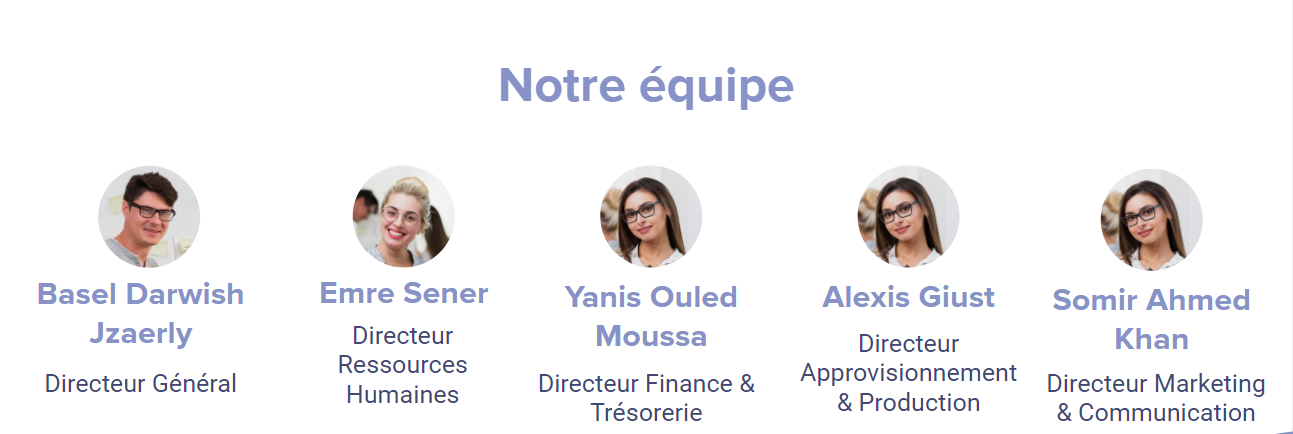 Notre équipe
Basel Darwish
Jzaerly
Directeur Général
Emre Sener
Directeur
Ressources
Humaines
Yanis Ouled
Moussa
Directeur Finance &
Trésorerie
Alexis Giust
Directeur
Approvisionnement
& Production
Somir Ahmed
Khan
Directeur Marketing
& Communication